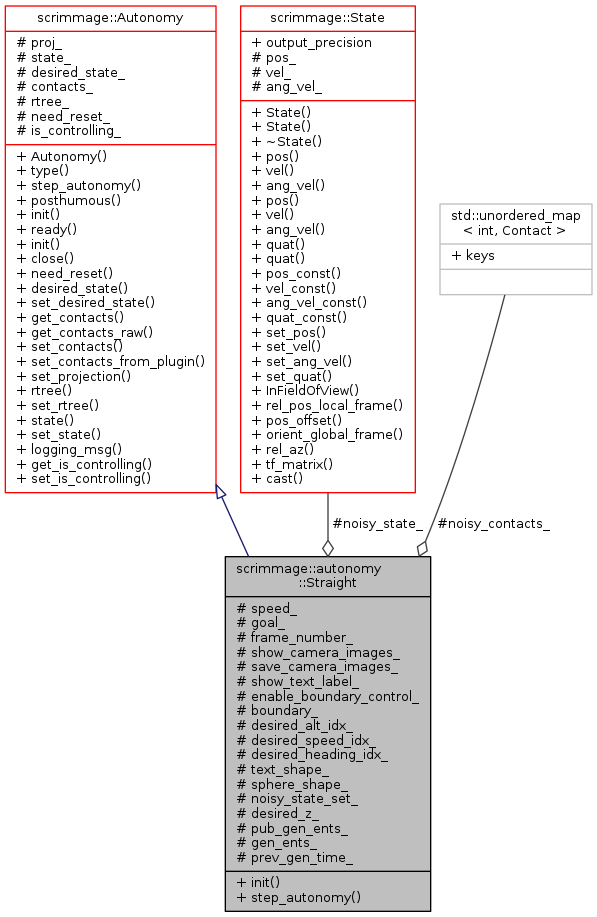 scrimmage::Autonomy
# proj_
# state_
# desired_state_
# contacts_
# rtree_
# need_reset_
# is_controlling_
+ Autonomy()
+ type()
+ step_autonomy()
+ posthumous()
+ init()
+ ready()
+ init()
+ close()
+ need_reset()
+ desired_state()
+ set_desired_state()
+ get_contacts()
+ get_contacts_raw()
+ set_contacts()
+ set_contacts_from_plugin()
+ set_projection()
+ rtree()
+ set_rtree()
+ state()
+ set_state()
+ logging_msg()
+ get_is_controlling()
+ set_is_controlling()
scrimmage::State
+ output_precision
# pos_
# vel_
# ang_vel_
+ State()
+ State()
+ ~State()
+ pos()
+ vel()
+ ang_vel()
+ pos()
+ vel()
+ ang_vel()
+ quat()
+ quat()
+ pos_const()
+ vel_const()
+ ang_vel_const()
+ quat_const()
+ set_pos()
+ set_vel()
+ set_ang_vel()
+ set_quat()
+ InFieldOfView()
+ rel_pos_local_frame()
+ pos_offset()
+ orient_global_frame()
+ rel_az()
+ tf_matrix()
+ cast()
std::unordered_map
< int, Contact >
+ keys
#noisy_state_
#noisy_contacts_
scrimmage::autonomy
::Straight
# speed_
# goal_
# frame_number_
# show_camera_images_
# save_camera_images_
# show_text_label_
# enable_boundary_control_
# boundary_
# desired_alt_idx_
# desired_speed_idx_
# desired_heading_idx_
# text_shape_
# sphere_shape_
# noisy_state_set_
# desired_z_
# pub_gen_ents_
# gen_ents_
# prev_gen_time_
+ init()
+ step_autonomy()